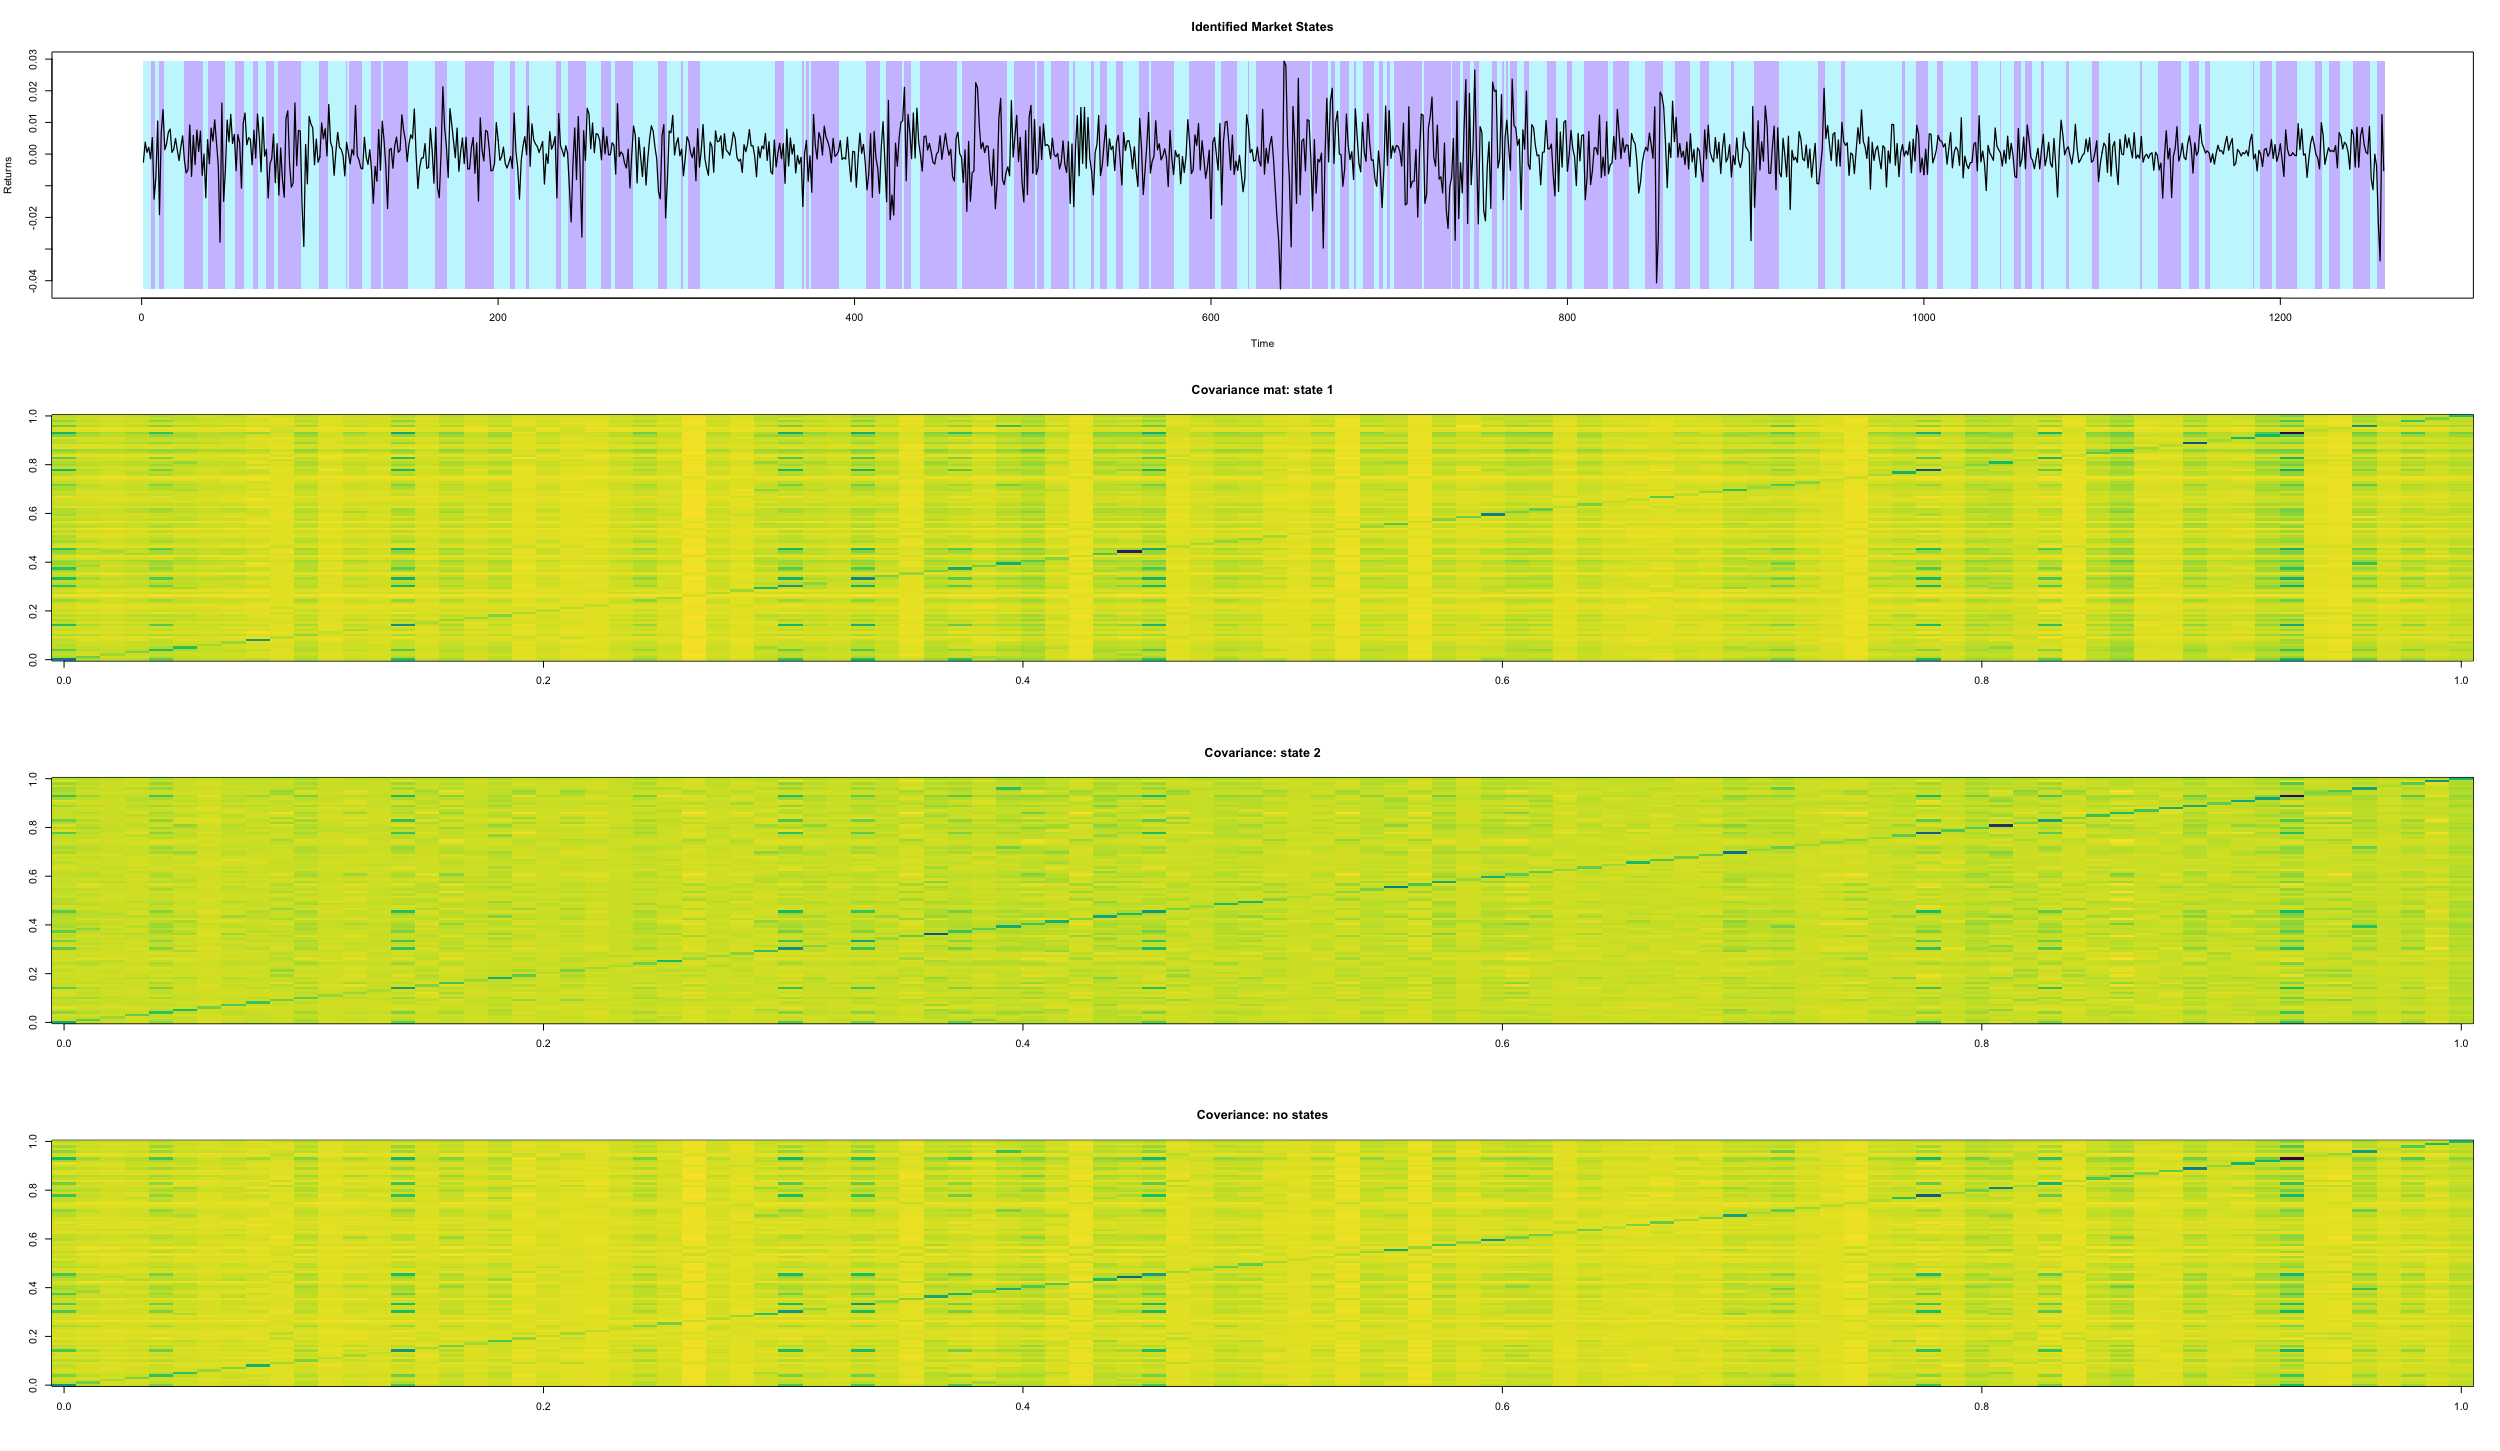 Identified Market States
0.03
0.02
0.01
0.00
-0.02
-0.04
Returns
0 200 400 600 800 1000 1200
Time
Covariance mat: state 1
1.0
0.8
0.6
0.4
0.2
0.0
0.0 0.2 0.4 0.6 0.8 1.0
Covariance: state 2
1.0
0.8
0.6
0.4
0.2
0.0
0.0 0.2 0.4 0.6 0.8 1.0
Coveriance: no states
1.0
0.8
0.6
0.4
0.2
0.0
0.0 0.2 0.4 0.6 0.8 1.0